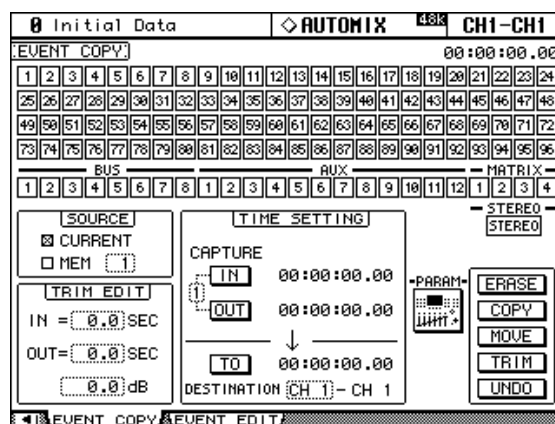 0 Initial Data ◇AUTOMIX 48K CH1-CH1
EVENT COPY 00:00:00.00
1 2 3 4 5 6 7 8 9 10 11 12 13 14 15 16 17 18 19 20 21 22 23 24
25 26 27 28 29 30 31 32 33 34 35 36 37 38 39 40 41 42 43 44 45 46 47 48
49 50 51 52 53 54 55 56 57 58 59 60 61 62 63 64 65 66 67 68 69 70 71 72
73 74 75 76 77 78 79 80 81 82 83 84 85 86 87 88 89 90 91 92 93 94 95 96
BUS AUX MATRIX
1 2 3 4 5 6 7 8 1 2 3 4 5 6 7 8 9 10 11 12 1 2 3 4
STEREO
STEREO
SOURCE
CURRENT
MEM 1
TRIM EDIT
IN = 0.0 SEC
OUT= 0.0 SEC
0.0 dB
TIME SETTING
CAPTURE
1
IN 00:00:00.00
OUT 00:00:00.00
↓
TO 00:00:00.00
DESTINATION CH 1 - CH 1
PARAM
ERASE
COPY
MOVE
TRIM
UNDO
EVENT COPY EVENT EDIT